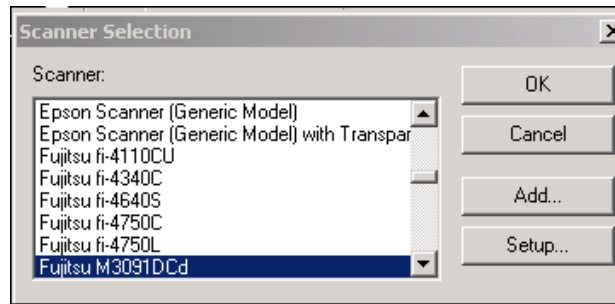 Scanner Selection
Scanner:
Epson Scanner (Generic Model)
Epson Scanner (Generic Model) with Transpar
Fujitsu fi-4110CU
Fujitsu fi-4340C
Fujitsu fi-4640S
Fujitsu fi-4750C
Fujitsu fi-4750L
Fujitsu M3091DCd
OK
Cancel
Add...
Setup...